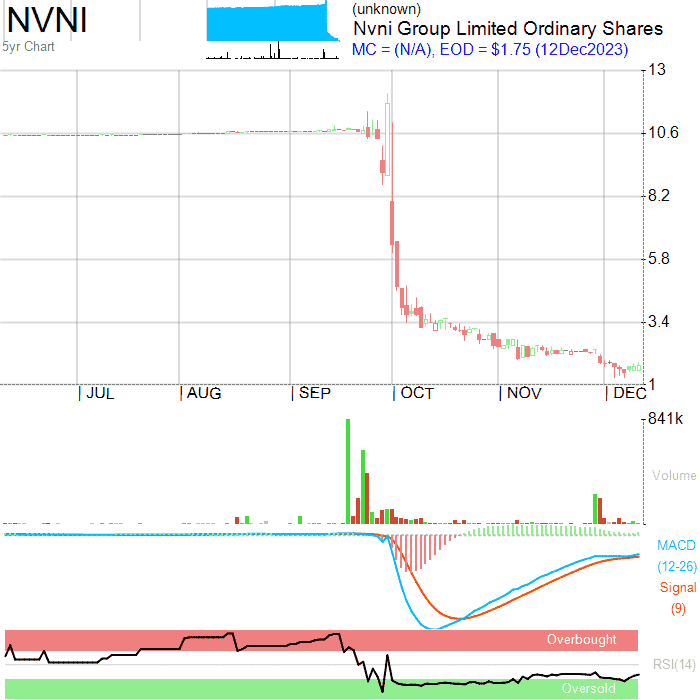 NVNI
5yr Chart
(unknown)
Nvni Group Limited Ordinary Shares
MC = (N/A), EOD = $1.75 (12Dec2023)
13
10.6
8.2
5.8
3.4
1
| JUL | AUG | SEP | OCT | NOV | DEC
841k
Volume
MACD
(12-26)
Signal
(9)
Overbought
RSI(14)
Oversold